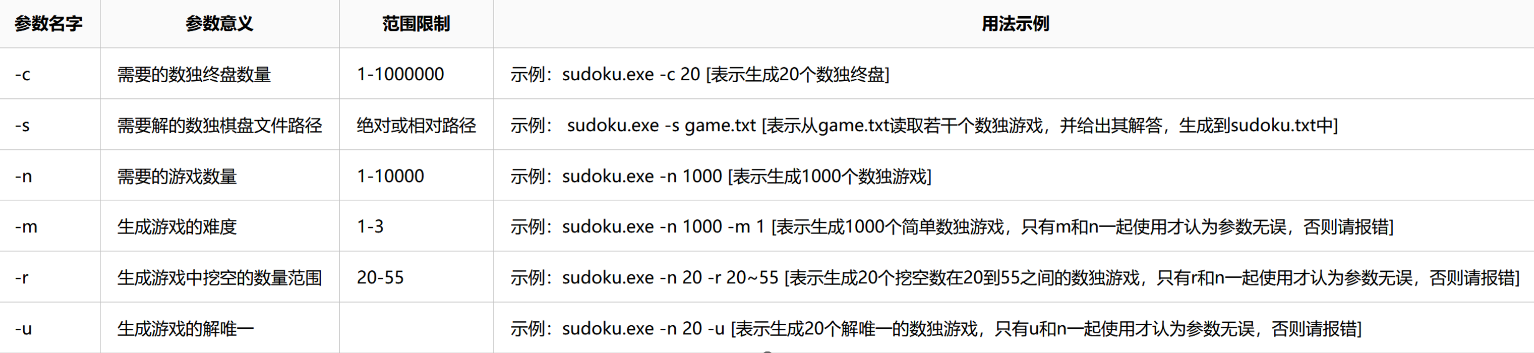 参数名字 参数意义 范围限制 用法示例
-c 需要的数独终盘数量 1-1000000 示例：sudoku.exe -c 20 [表示生成20个数独终盘]
-s 需要解的数独棋盘文件路径 绝对或相对路径 示例： sudoku.exe -s game.txt [表示从game.txt读取若干个数独游戏，并给出其解答，生成到sudoku.txt中]
-n 需要的游戏数量 1-10000 示例：sudoku.exe -n 1000 [表示生成1000个数独游戏]
-m 生成游戏的难度 1-3 示例：sudoku.exe -n 1000 -m 1 [表示生成1000个简单数独游戏，只有m和n一起使用才认为参数无误，否则请报错]
-r 生成游戏中挖空的数量范围 20-55 示例：sudoku.exe -n 20 -r 20~55 [表示生成20个挖空数在20到55之间的数独游戏，只有r和n一起使用才认为参数无误，否则请报错]
-u 生成游戏的解唯一 示例：sudoku.exe -n 20 -u [表示生成20个解唯一的数独游戏，只有u和n一起使用才认为参数无误，否则请报错]